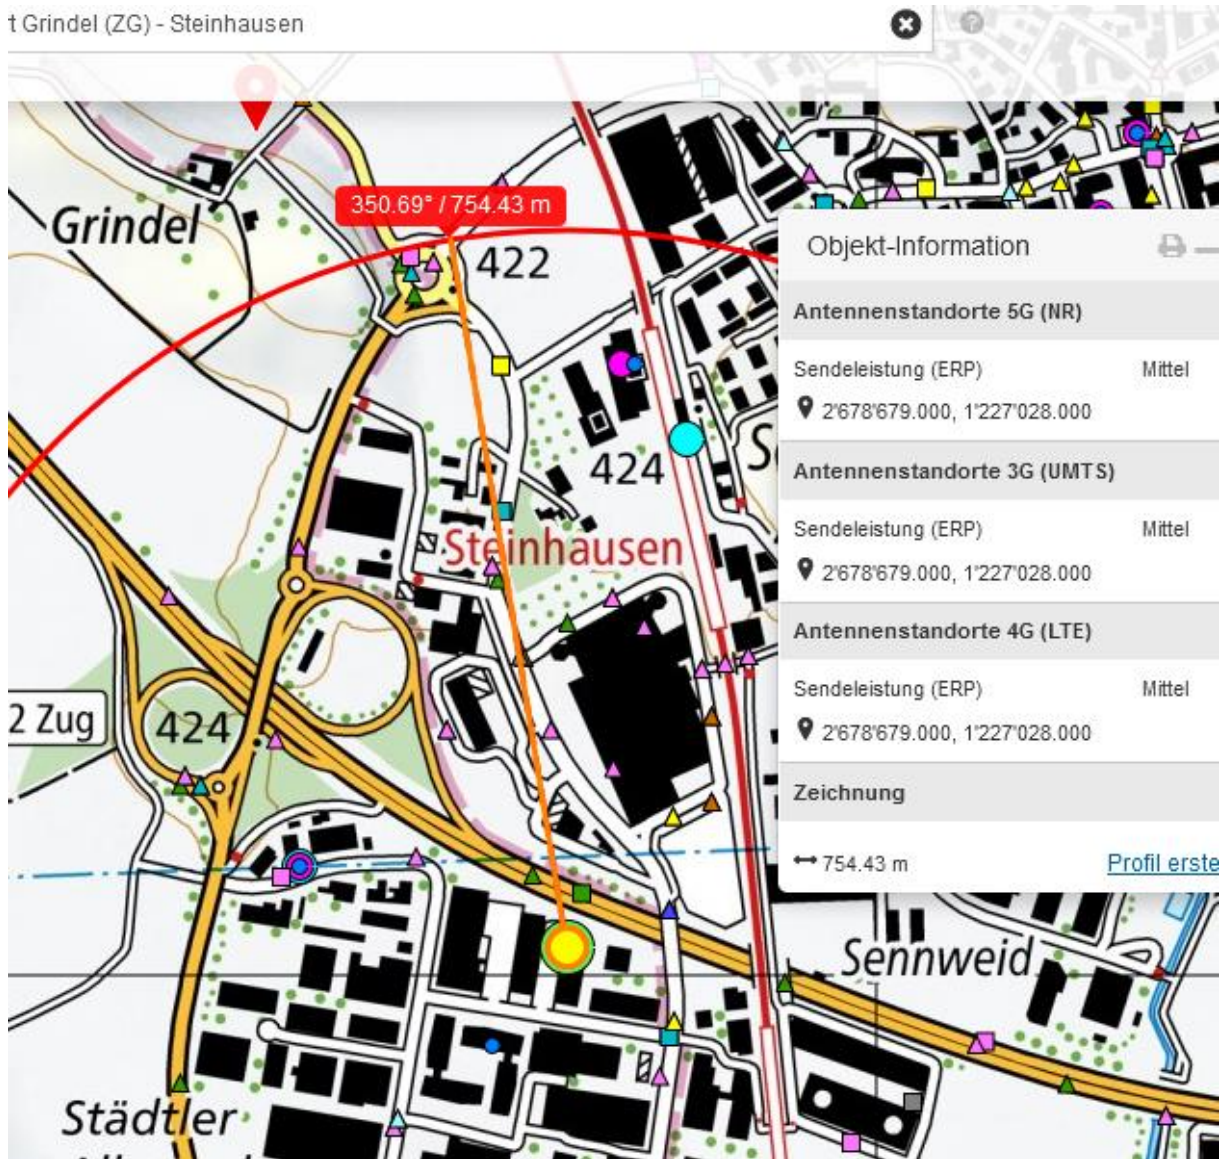 t Grindel (ZG) - Steinhausen
350.69° / 754.43 m
Grindel
422
Objekt-Information
Antennenstandorte 5G (NR)
Sendeleistung (ERP) Mittel
2'678'679.000, 1'227'028.000
424
Antennenstandorte 3G (UMTS)
Steinhausen
Sendeleistung (ERP) Mittel
2'678'679.000, 1'227'028.000
Antennenstandorte 4G (LTE)
Sendeleistung (ERP) Mittel
2 Zug
424
2'678'679.000, 1'227'028.000
Zeichnung
754.43 m Profil erste
Sennweid
Städtler